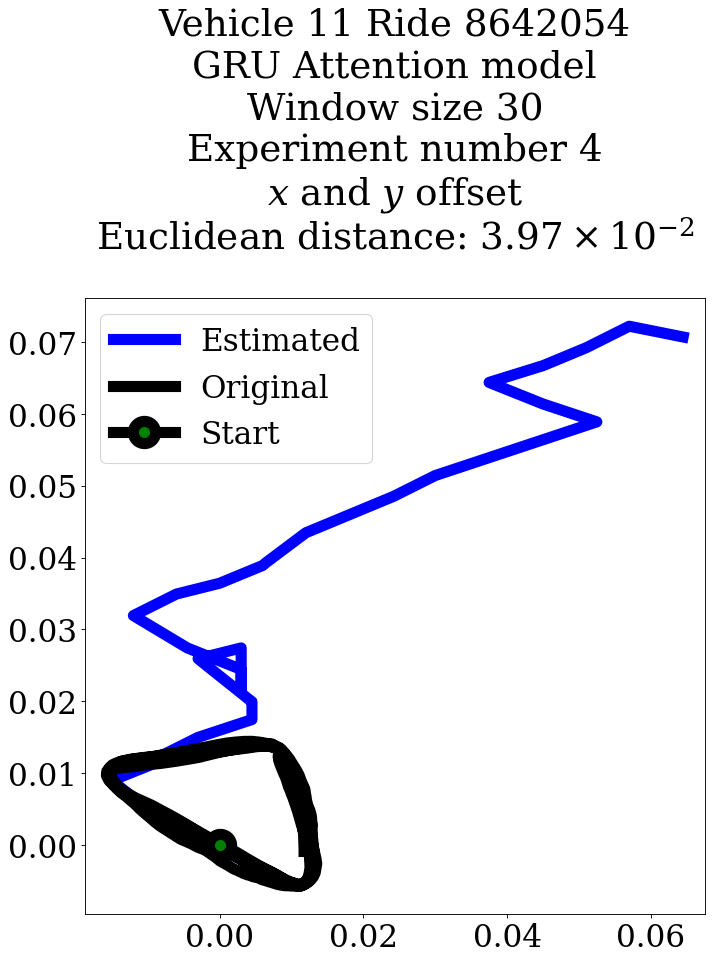 Vehicle 11 Ride 8642054
GRU Attention model
Window size 30
Experiment number 4
x and y offset
Euclidean distance: 3.97 × 10⁻²
Estimated
Original
Start
0.07
0.06
0.05
0.04
0.03
0.02
0.01
0.00
0.00 0.02 0.04 0.06